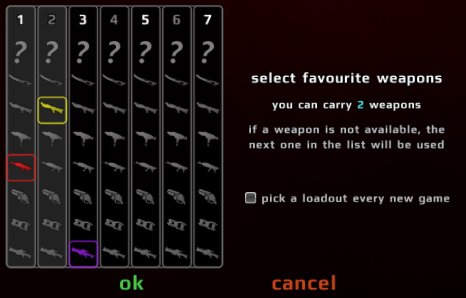 1 2 3 4 5 6 7
? ? ? ? ? ? ?
select favourite weapons
you can carry 2 weapons
if a weapon is not available, the
next one in the list will be used
pick a loadout every new game
ok cancel